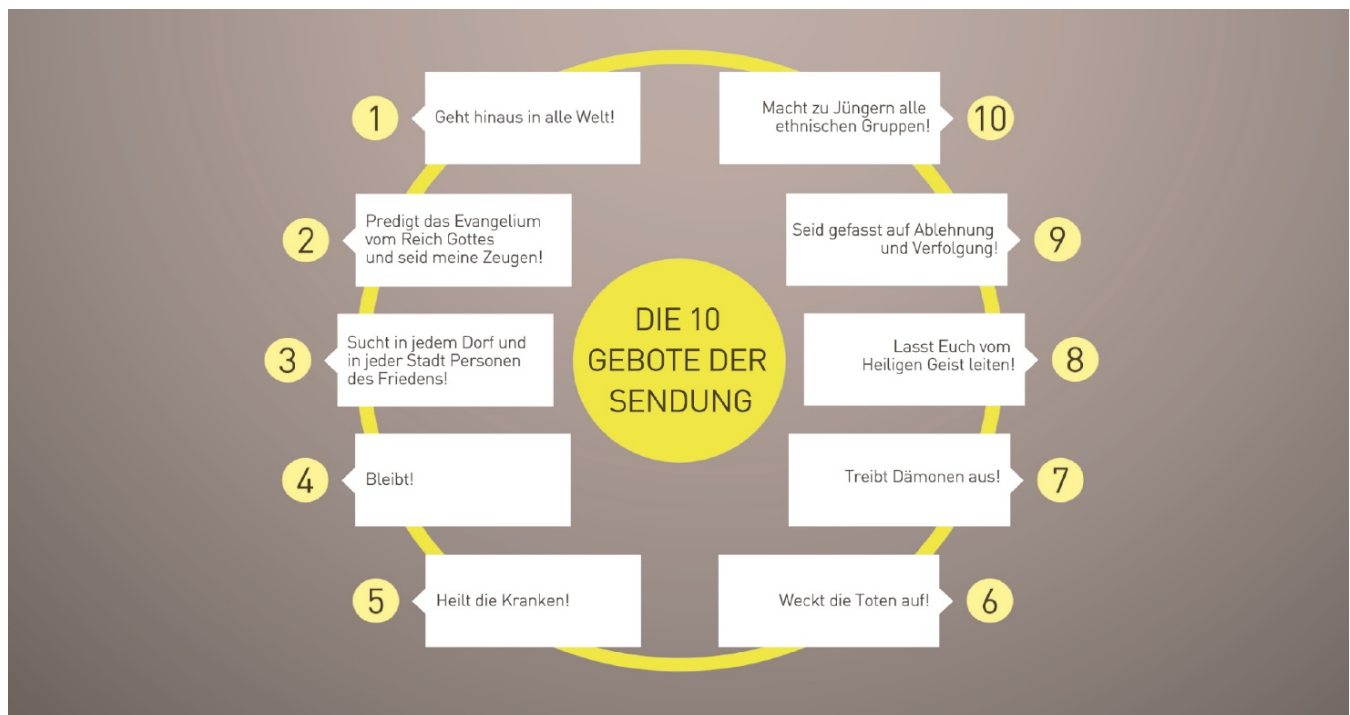 1
Geht hinaus in alle Welt!
2
Predigt das Evangelium
vom Reich Gottes
und seid meine Zeugen!
3
Sucht in jedem Dorf und
in jeder Stadt Personen
des Friedens!
4
Bleibt!
5
Heilt die Kranken!
DIE 10
GEBOTE DER
SENDUNG
6
Weckt die Toten auf!
7
Treibt Dämonen aus!
8
Lasst Euch vom
Heiligen Geist leiten!
9
Seid gefasst auf Ablehnung
und Verfolgung!
10
Macht zu Jüngern alle
ethnischen Gruppen!